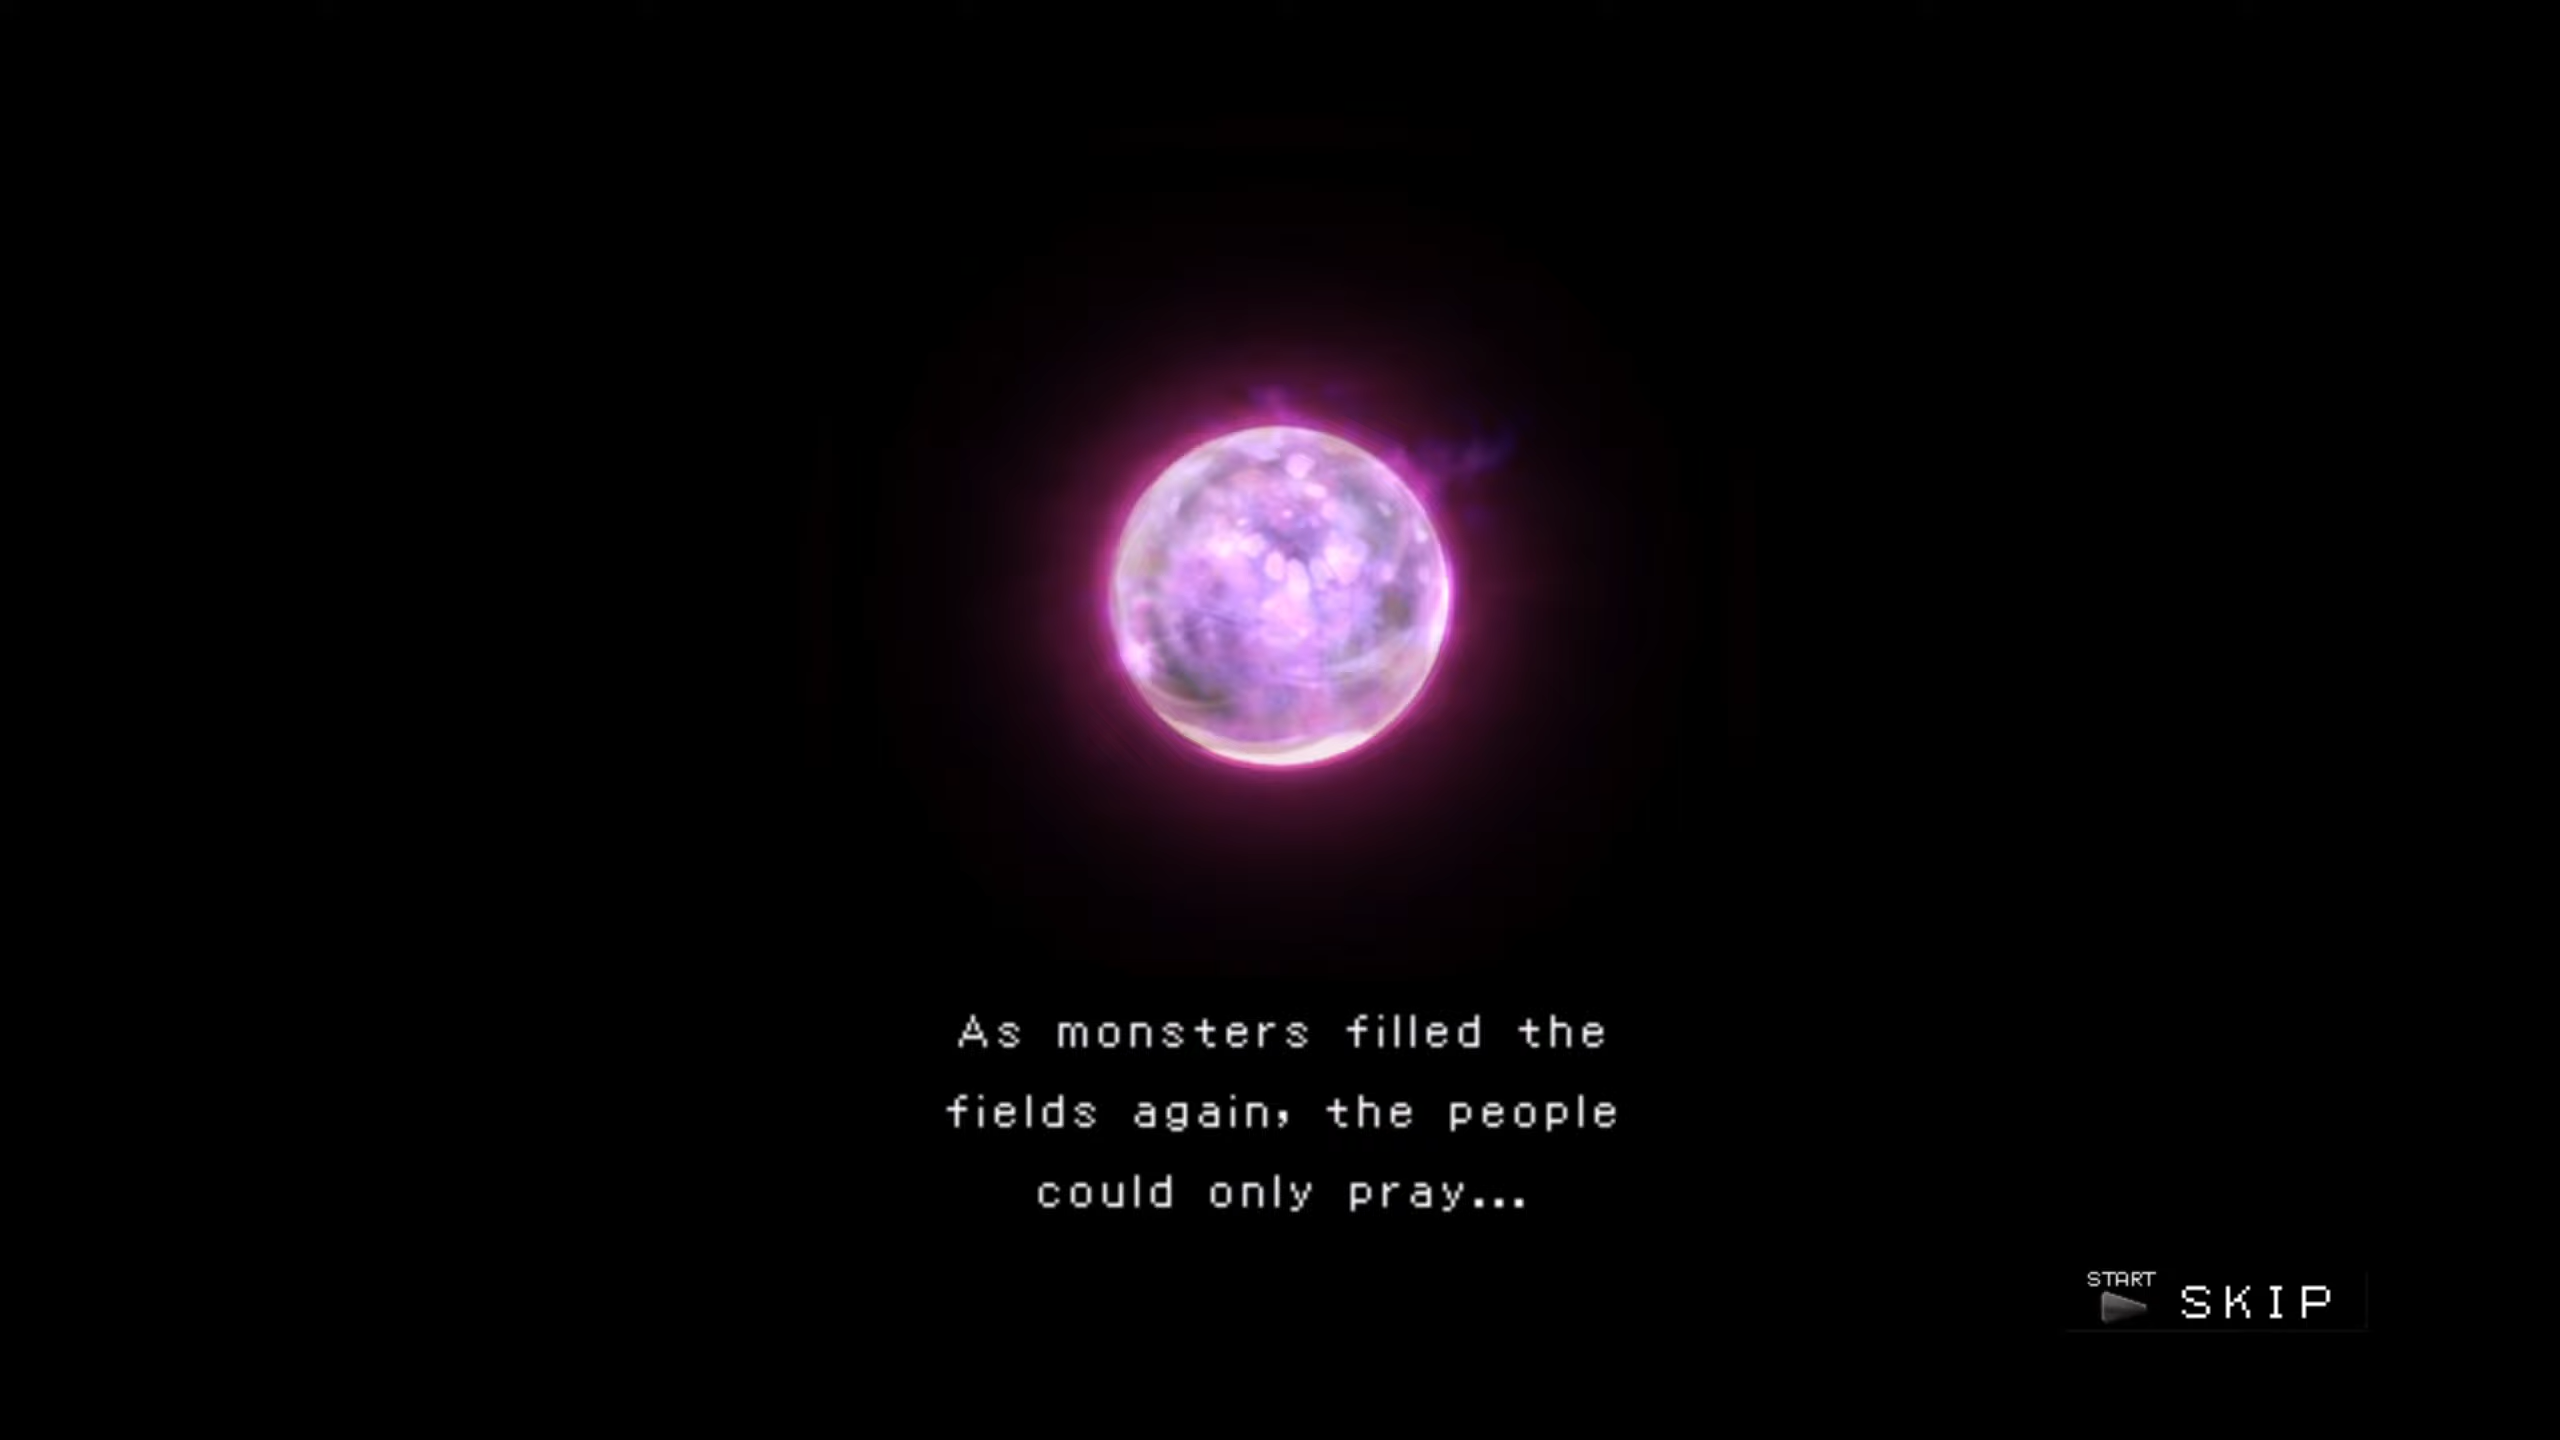 As monsters filled the
fields again, the people
could only pray...
START
SKIP